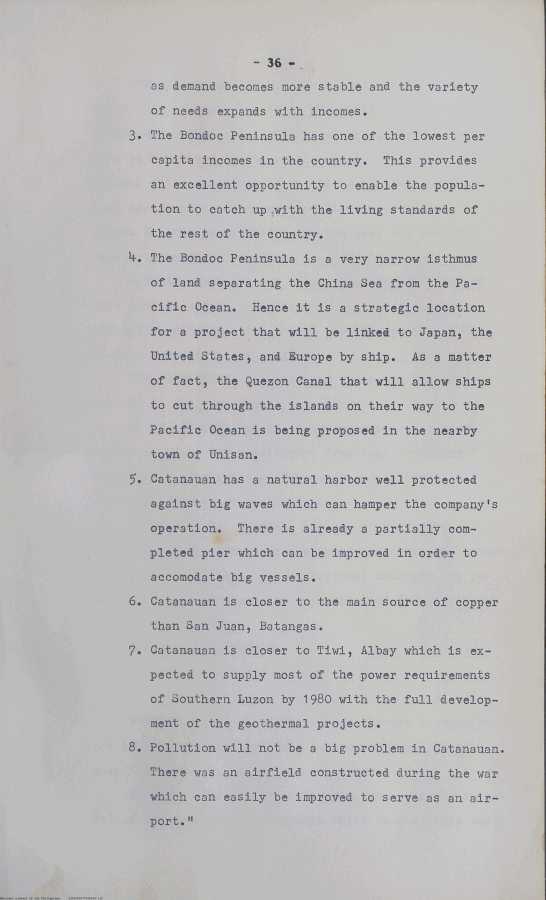 - 36 -
as demand becomes more stable and the variety
of needs expands with incomes.
3. The Bondoc Peninsula has one of the lowest per
capita incomes in the country. This provides
an excellent opportunity to enable the popula-
tion to catch up with the living standards of
the rest of the country.
4. The Bondoc Peninsula is a very narrow isthmus
of land separating the China Sea from the Pa-
cific Ocean. Hence it is a strategic location
for a project that will be linked to Japan, the
United States, and Europe by ship. As a matter
of fact, the Quezon Canal that will allow ships
to cut through the islands on their way to the
Pacific Ocean is being proposed in the nearby
town of Unisan.
5. Catanauan has a natural harbor well protected
against big waves which can hamper the company's
operation. There is already a partially com-
pleted pier which can be improved in order to
accomodate big vessels.
6. Catanauan is closer to the main source of copper
than San Juan, Batangas.
7. Catanauan is closer to Tiwi, Albay which is ex-
pected to supply most of the power requirements
of Southern Luzon by 1980 with the full develop-
ment of the geothermal projects.
8. Pollution will not be a big problem in Catanauan.
There was an airfield constructed during the war
which can easily be improved to serve as an air-
port."